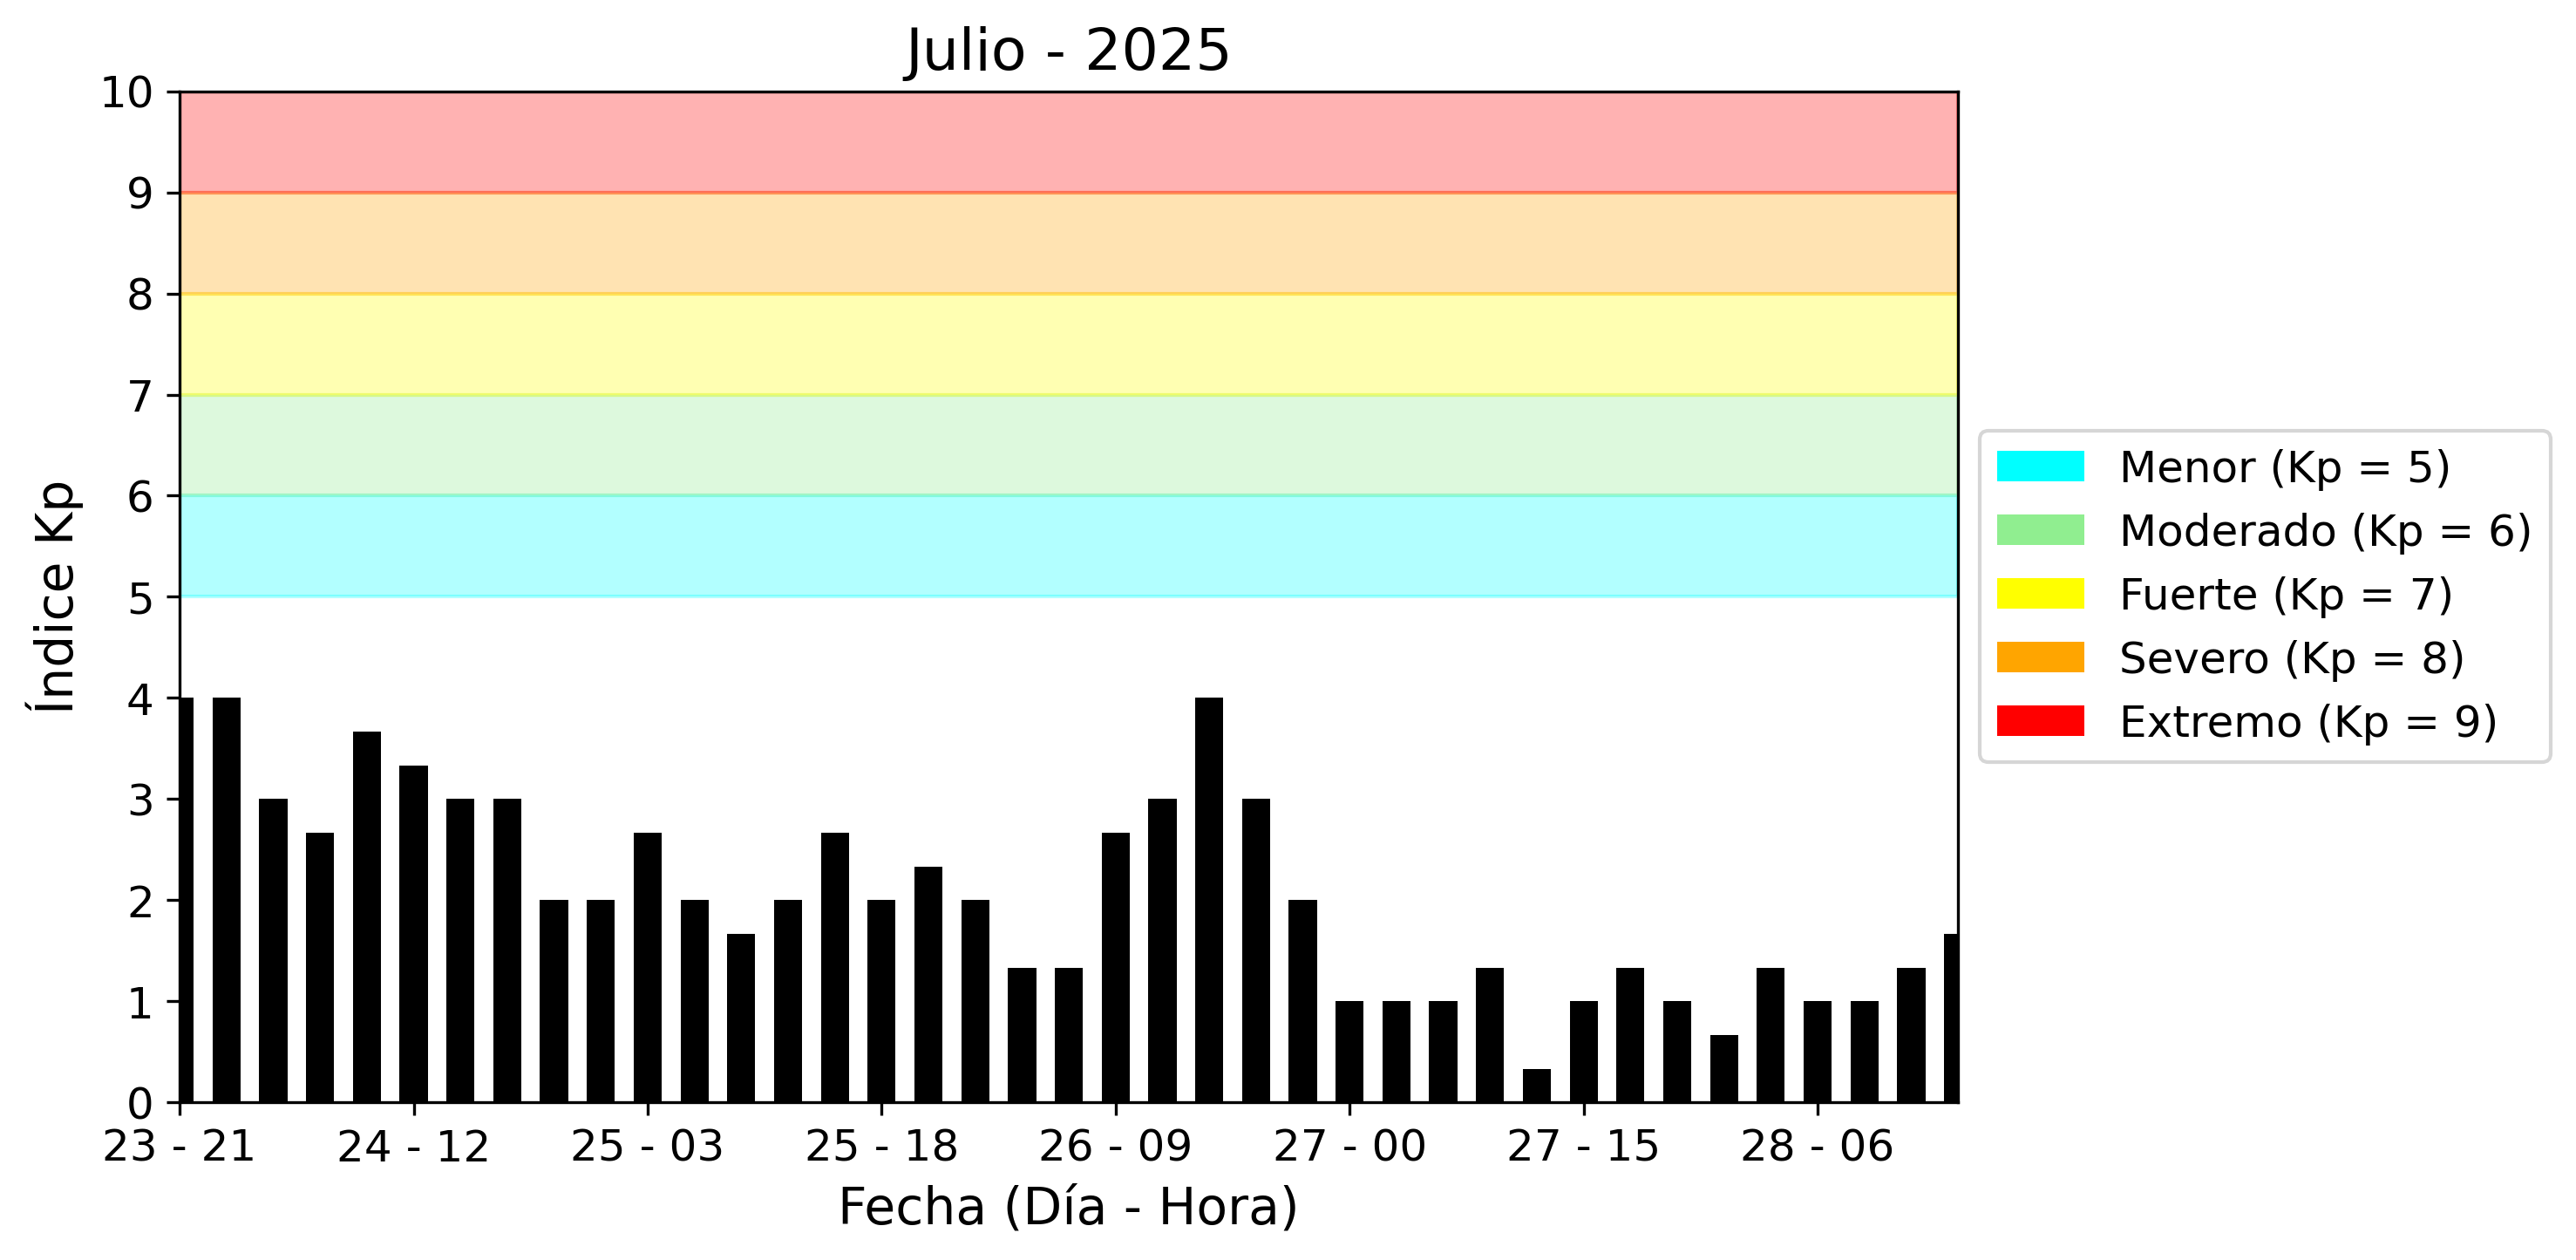 Julio - 2025
Índice Kp
10
9
8
7
6
5
4
3
2
1
0
23 - 21
24 - 12
25 - 03
25 - 18
26 - 09
27 - 00
27 - 15
28 - 06
Fecha (Día - Hora)
Menor (Kp = 5)
Moderado (Kp = 6)
Fuerte (Kp = 7)
Severo (Kp = 8)
Extremo (Kp = 9)